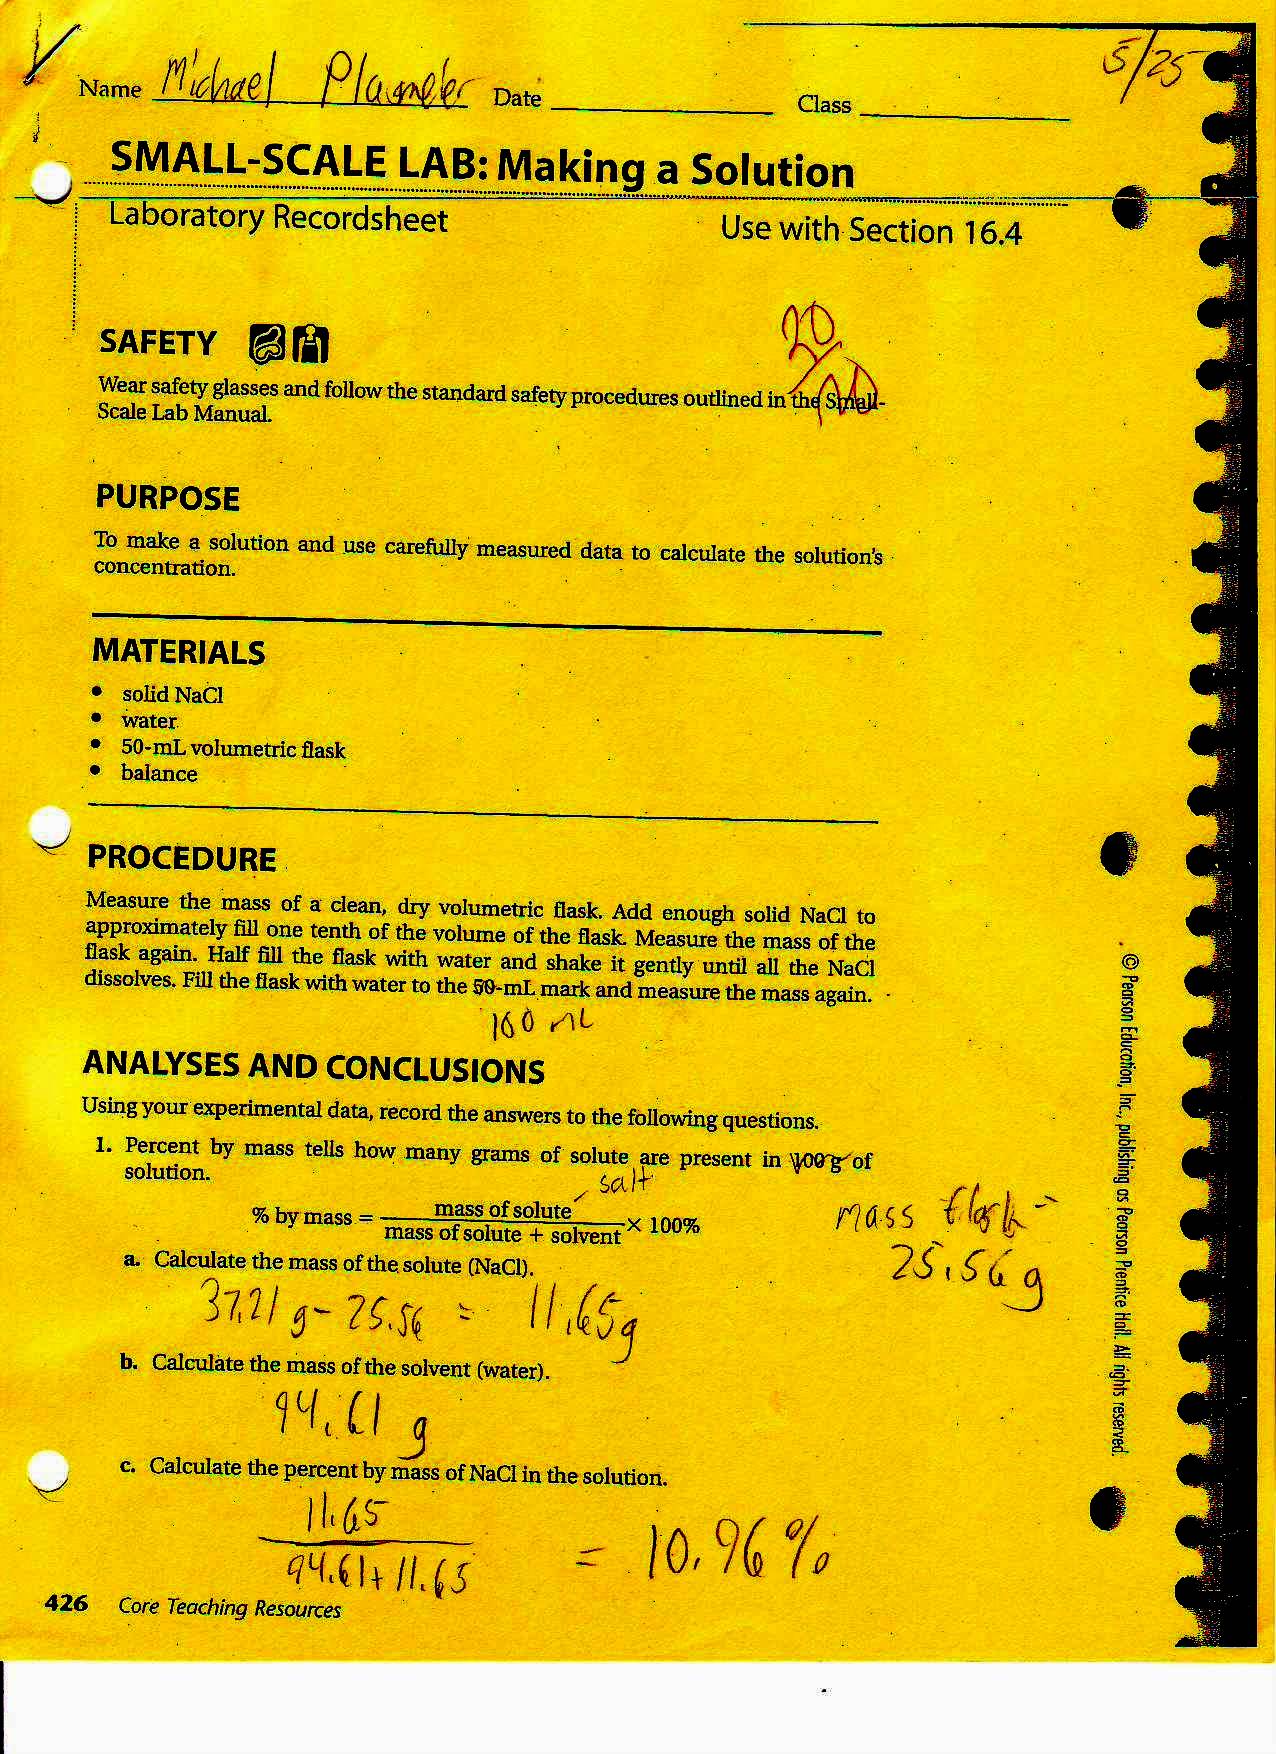 5/25
Name Michael Plasmeier Date Class
SMALL-SCALE LAB: Making a Solution
Laboratory Recordsheet Use with Section 16.4
20/20
SAFETY
Wear safety glasses and follow the standard safety procedures outlined in the Small-
Scale Lab Manual.
PURPOSE
To make a solution and use carefully measured data to calculate the solution's
concentration.
MATERIALS
• solid NaCl
• water
• 50-mL volumetric flask
• balance
PROCEDURE
Measure the mass of a clean, dry volumetric flask. Add enough solid NaCl to
approximately fill one tenth of the volume of the flask. Measure the mass of the
flask again. Half fill the flask with water and shake it gently until all the NaCl
dissolves. Fill the flask with water to the 50-mL mark and measure the mass again.
100 mL
ANALYSES AND CONCLUSIONS
Using your experimental data, record the answers to the following questions.
1. Percent by mass tells how many grams of solute are present in 100 g of
solution.
salt
% by mass = mass of solute / mass of solute + solvent × 100%
mass flask =
25.56 g
a. Calculate the mass of the solute (NaCl).
37.21 g - 25.56 = 11.65g
b. Calculate the mass of the solvent (water).
94.61 g
c. Calculate the percent by mass of NaCl in the solution.
11.65
94.61 + 11.65 = 10.96 %
426 Core Teaching Resources
© Pearson Education, Inc., publishing as Pearson Prentice Hall. All rights reserved.